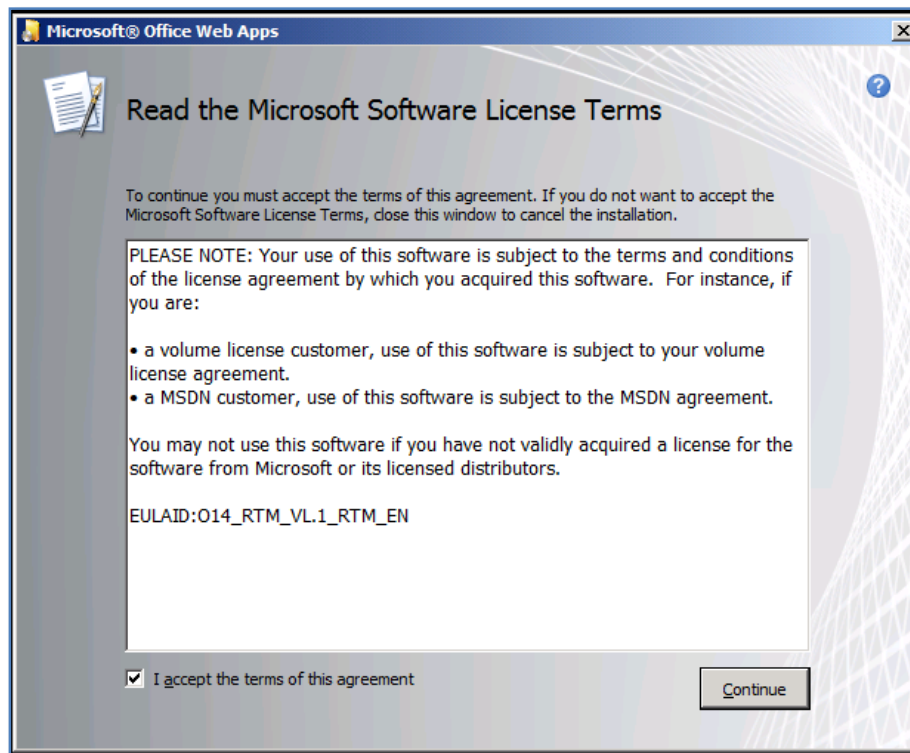 Microsoft® Office Web Apps
Read the Microsoft Software License Terms
To continue you must accept the terms of this agreement. If you do not want to accept the
Microsoft Software License Terms, close this window to cancel the installation.
PLEASE NOTE: Your use of this software is subject to the terms and conditions
of the license agreement by which you acquired this software.  For instance, if
you are:
• a volume license customer, use of this software is subject to your volume
license agreement.
• a MSDN customer, use of this software is subject to the MSDN agreement.
You may not use this software if you have not validly acquired a license for the
software from Microsoft or its licensed distributors.
EULAID:O14_RTM_VL.1_RTM_EN
I accept the terms of this agreement
Continue